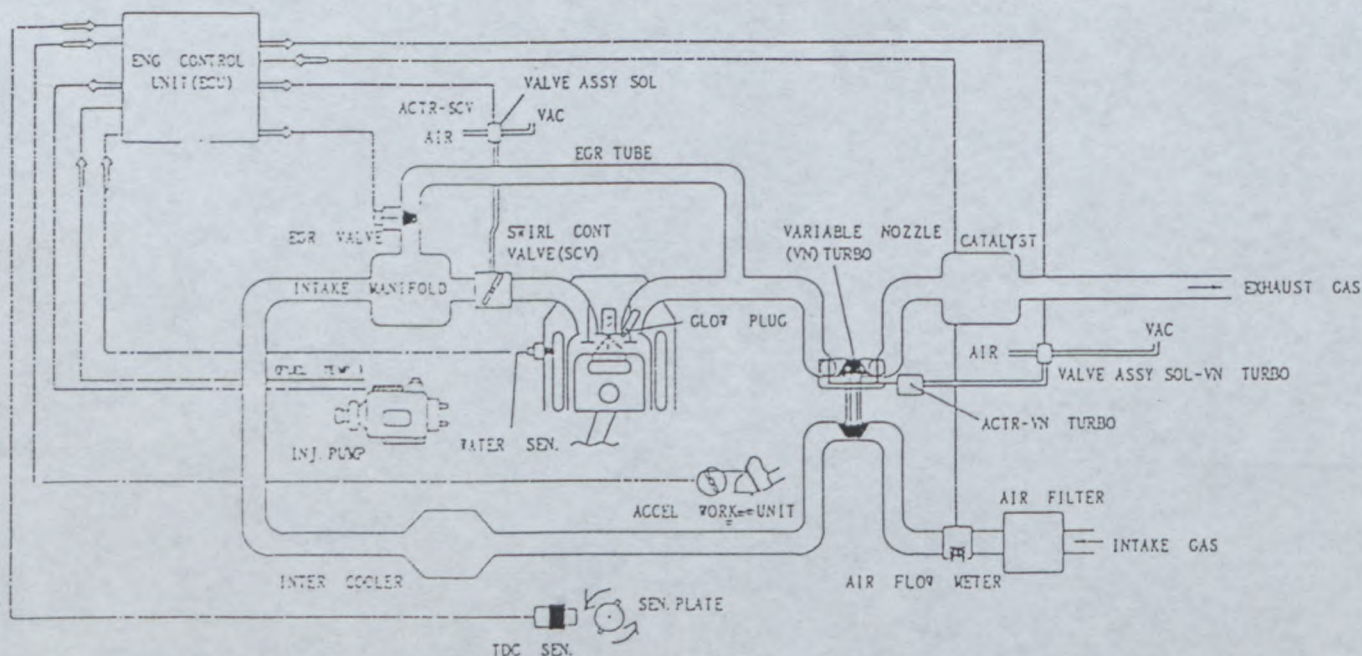 ENG CONTROL
UNIT(ECU)
VALVE ASSY SOL
ACTR-SCV
VAC
AIR
EGR TUBE
EGR VALVE
SWIRL CONT
VALVE(SCV)
VARIABLE NOZZLE
(VN)TURBO
CATALYST
INTAKE MANIFOLD
EXHAUST GAS
GLOW PLUG
VAC
AIR
VALVE ASSY SOL-VN TURBO
(FUEL TEMP)
ACTR-VN TURBO
INJ.PUMP
WATER SEN.
ACCEL WORK UNIT
AIR FILTER
INTAKE GAS
INTER COOLER
AIR FLOW METER
SEN.PLATE
TDC SEN.